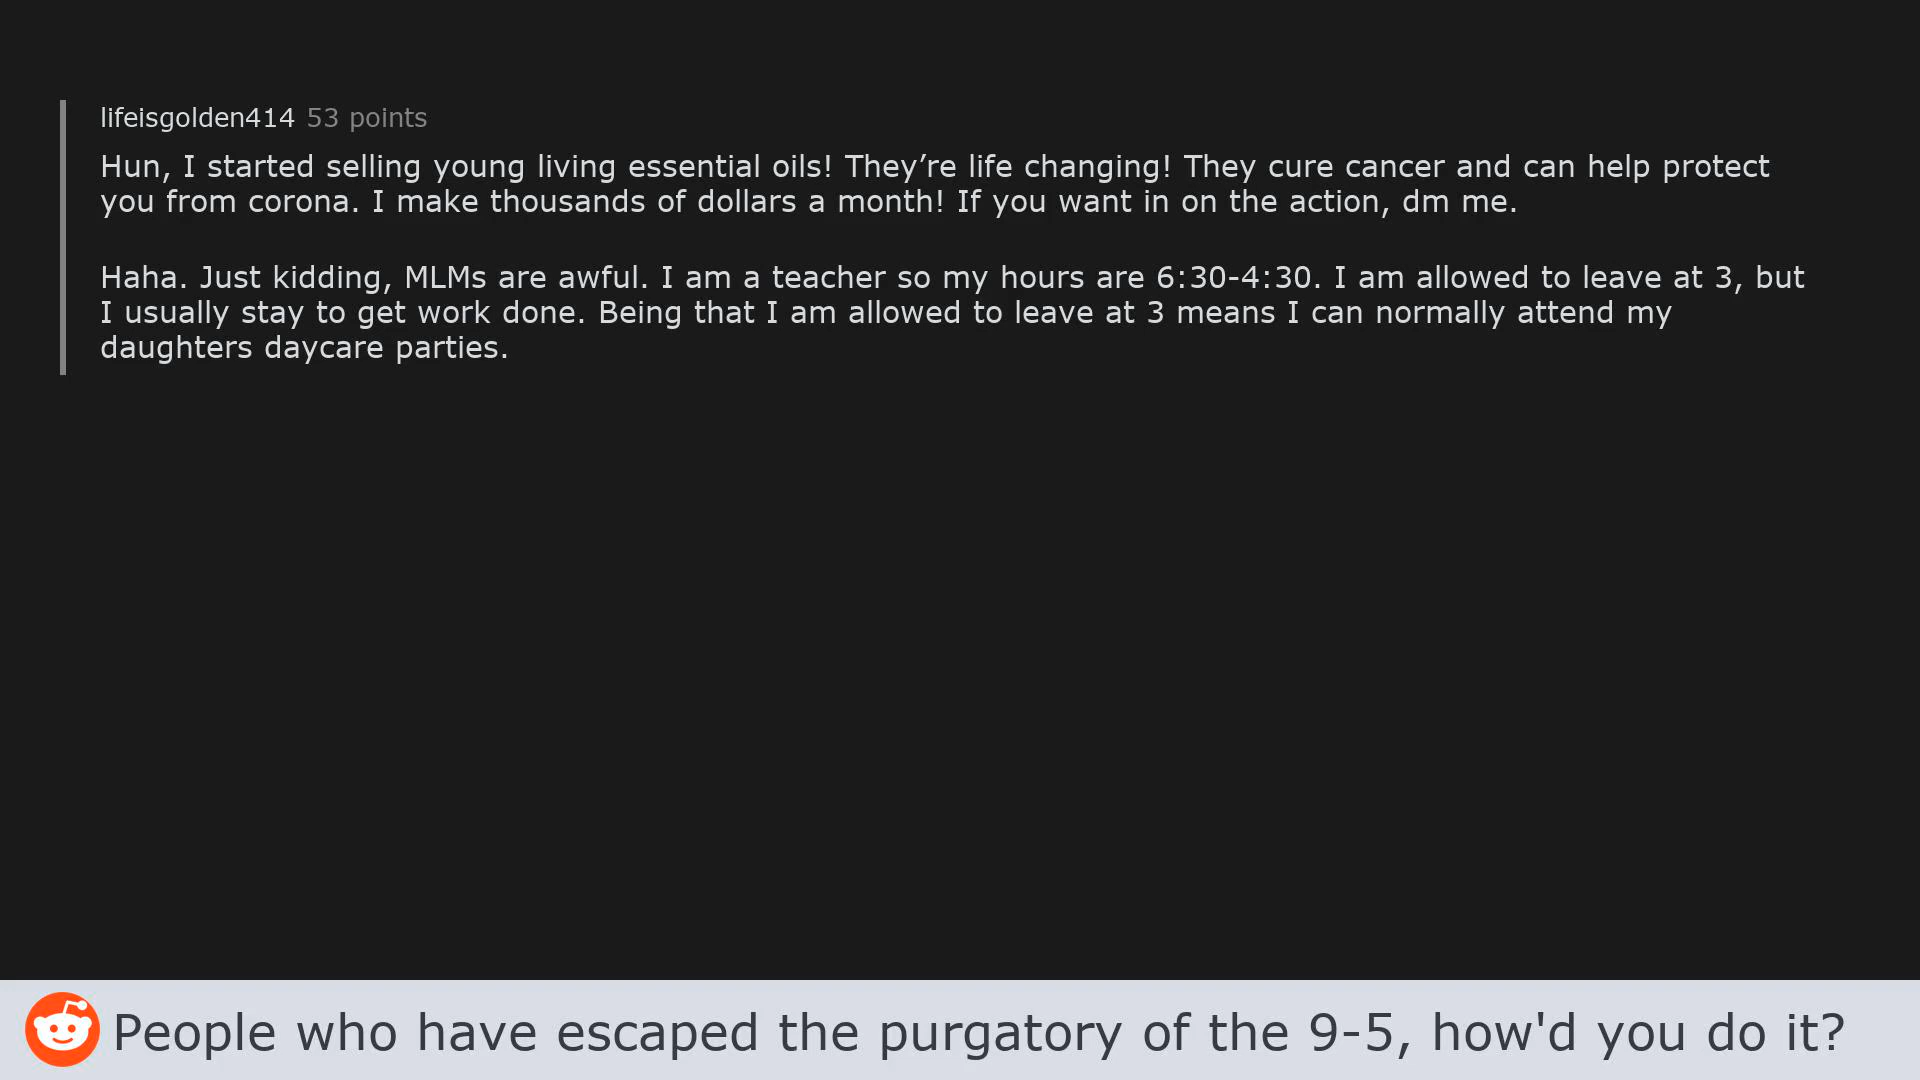 lifeisgolden414 53 points
Hun, I started selling young living essential oils! They’re life changing! They cure cancer and can help protect
you from corona. I make thousands of dollars a month! If you want in on the action, dm me.
Haha. Just kidding, MLMs are awful. I am a teacher so my hours are 6:30-4:30. I am allowed to leave at 3, but
I usually stay to get work done. Being that I am allowed to leave at 3 means I can normally attend my
daughters daycare parties.
People who have escaped the purgatory of the 9-5, how'd you do it?